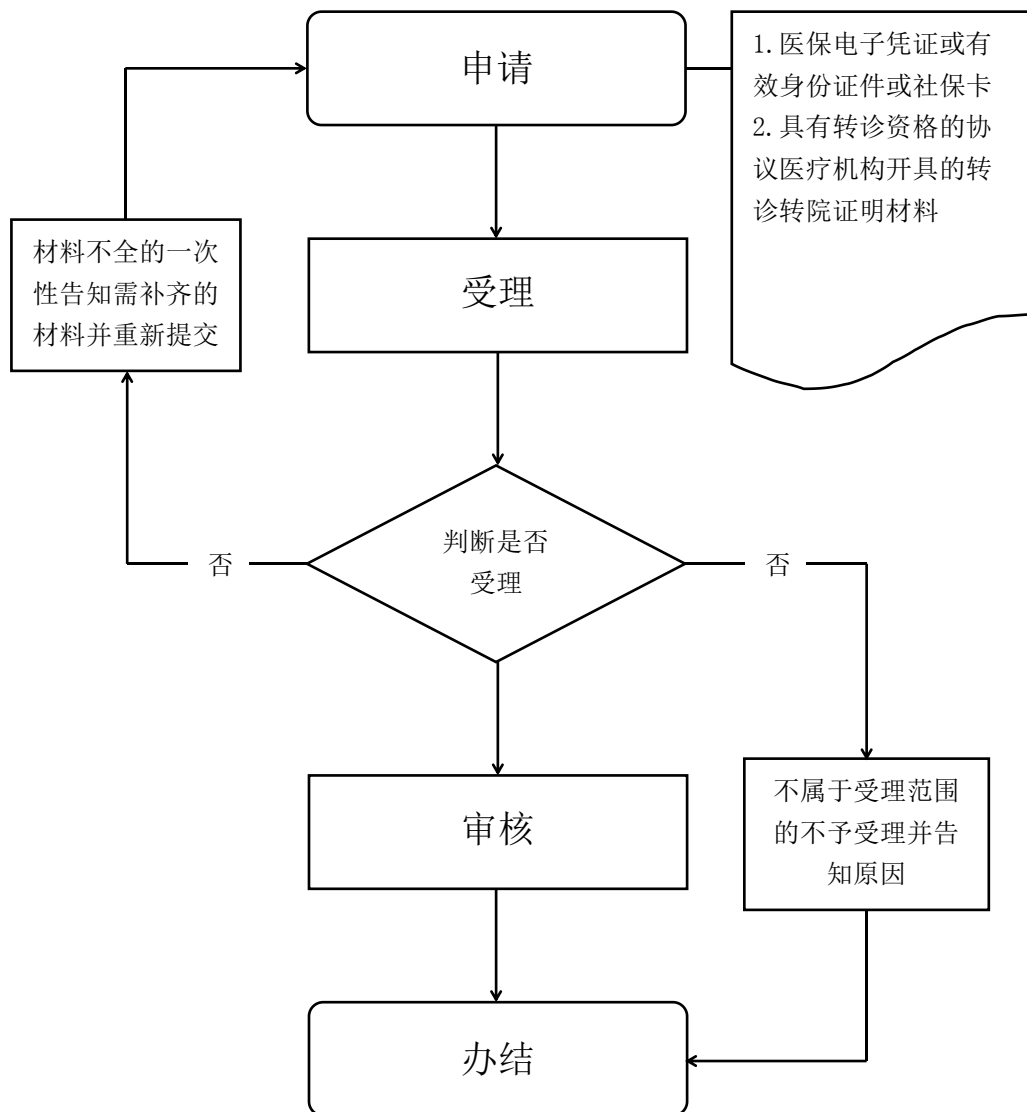 申请
1.医保电子凭证或有
效身份证件或社保卡
2.具有转诊资格的协
议医疗机构开具的转
诊转院证明材料
材料不全的一次
性告知需补齐的
材料并重新提交
受理
判断是否
受理
否
否
审核
不属于受理范围
的不予受理并告
知原因
办结